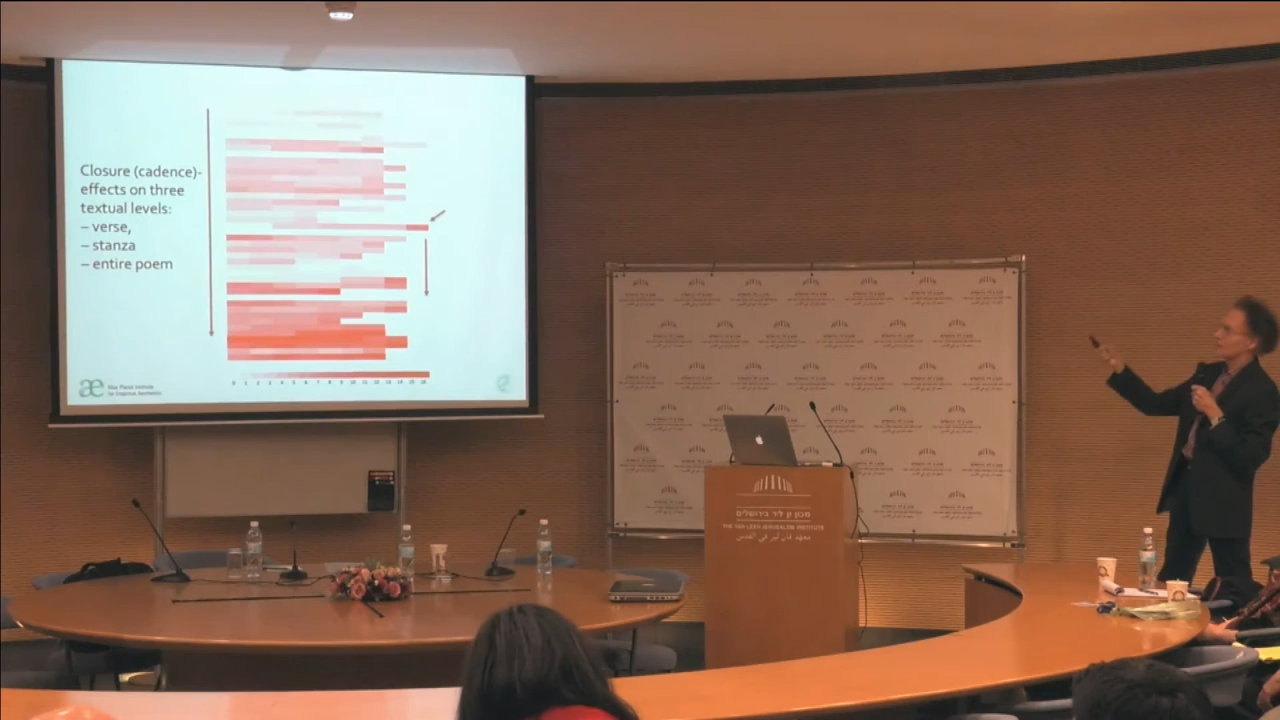 Closure (cadence)-
effects on three
textual levels:
– verse,
– stanza
– entire poem
0 1 2 3 4 5 6 7 8 9 10 11 12 13 14 15 16
æ
Max Planck Institute
for Empirical Aesthetics
מכון ון ליר בירושלים
THE VAN LEER JERUSALEM INSTITUTE
معهد فان لير في القدس